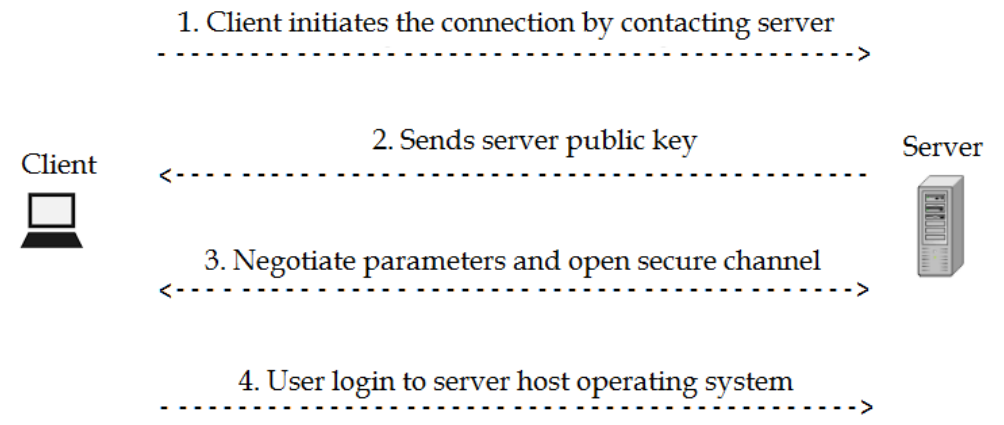 1. Client initiates the connection by contacting server
2. Sends server public key
Client
Server
3. Negotiate parameters and open secure channel
4. User login to server host operating system